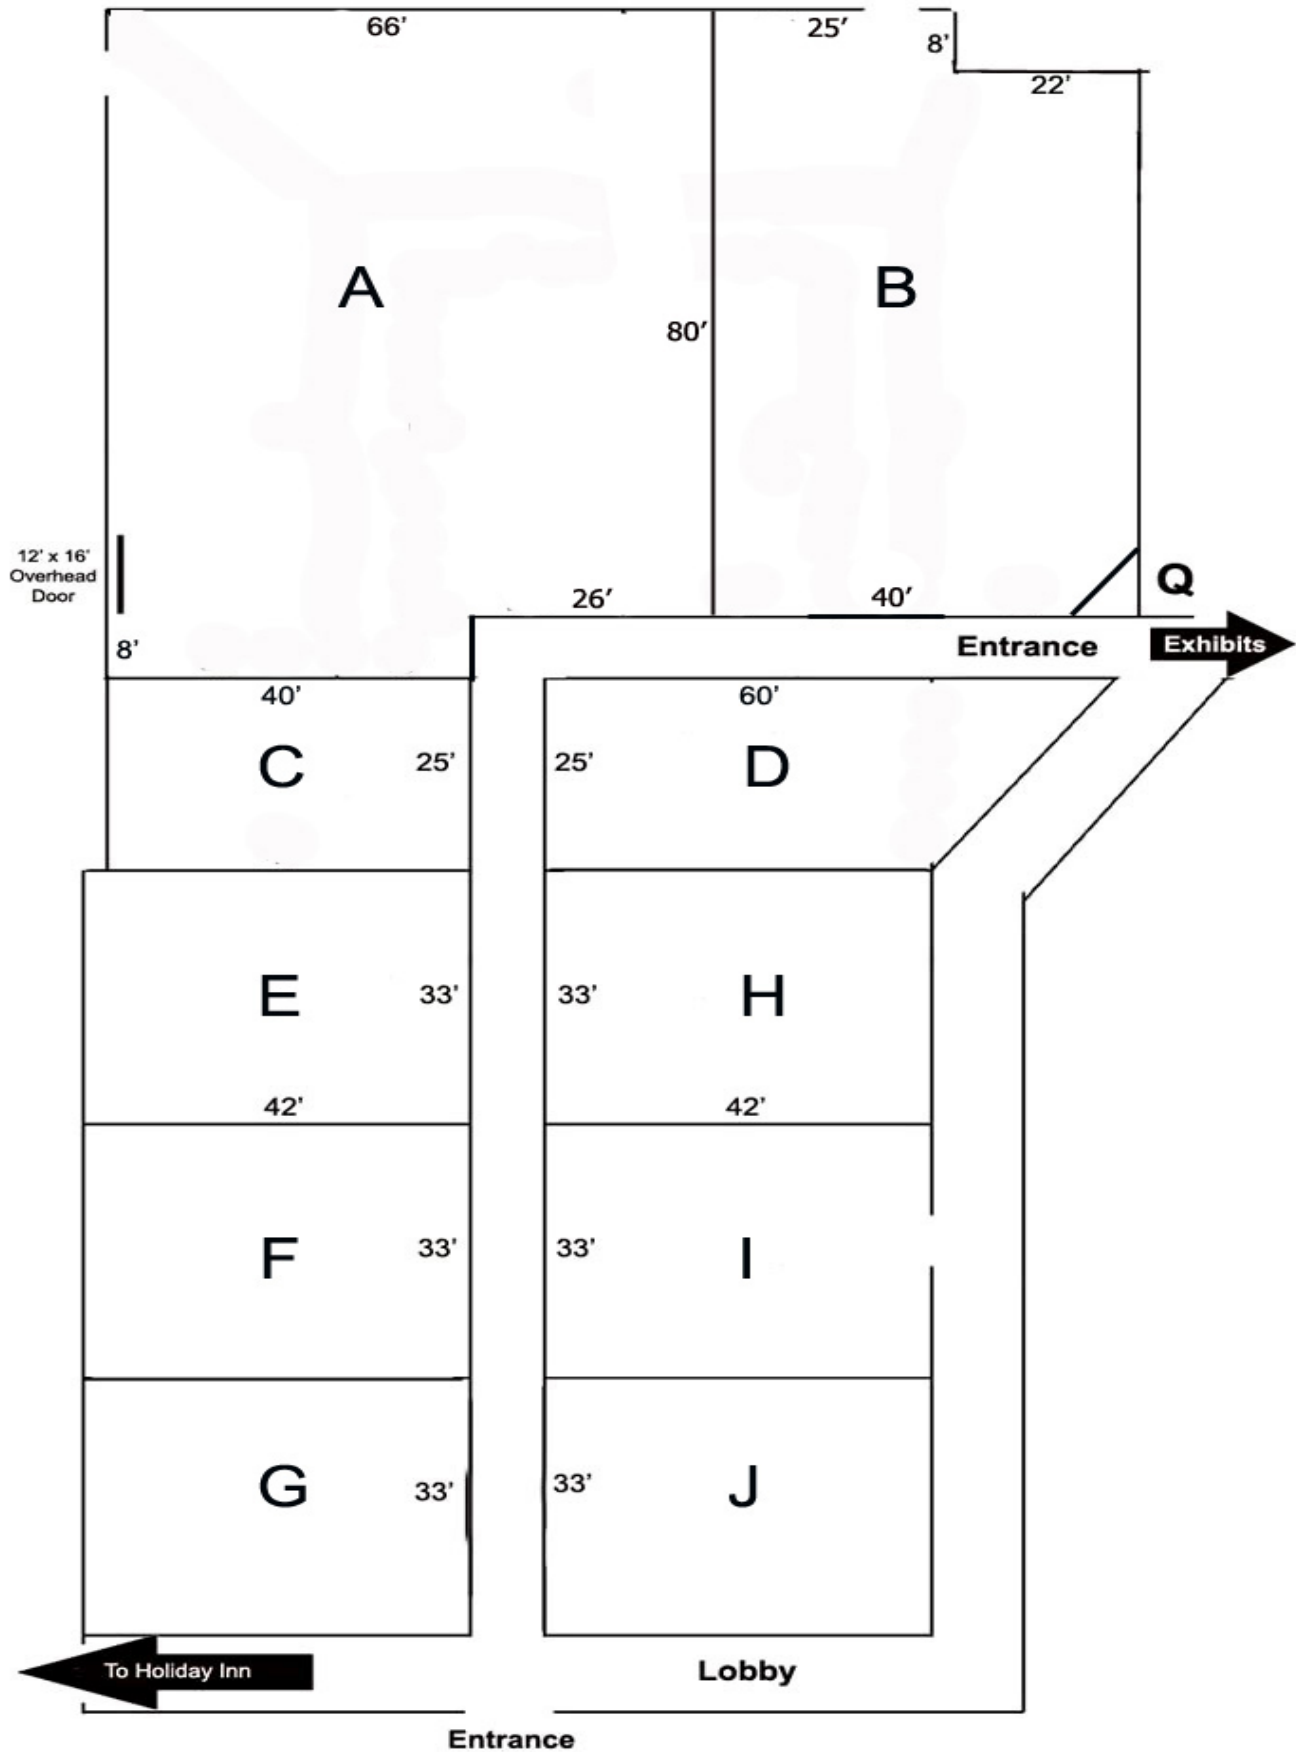 66′
25′
8’
22’
A
B
80′
12’ x 16’
Overhead
Door
26′
40′
Q
8’
Entrance
Exhibits
40’
60’
C
25’
25’
D
E
33’
33’
H
42’
42’
F
33’
33’
I
G
33’
33’
J
To Holiday Inn
Lobby
Entrance